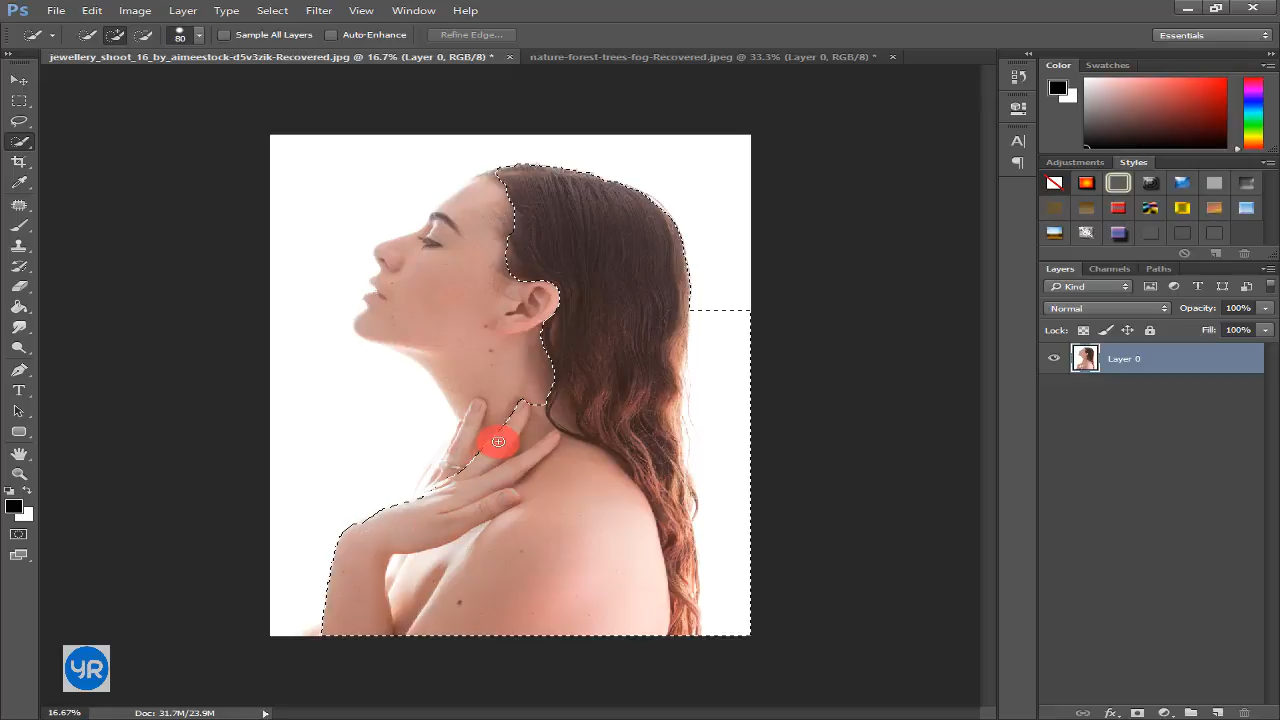 Ps File Edit Image Layer Type Select Filter View Window Help
80 Sample All Layers Auto-Enhance Refine Edge... Essentials
jewellery_shoot_16_by_aimeestock-d5v3zik-Recovered.jpg @ 16.7% (Layer 0, RGB/8) * × nature-forest-trees-fog-Recovered.jpeg @ 33.3% (Layer 0, RGB/8) * ×
Color Swatches
Adjustments Styles
Layers Channels Paths
Kind
Normal Opacity: 100%
Lock: Fill: 100%
Layer 0
T
YR
16.67% Doc: 31.7M/23.9M
fx